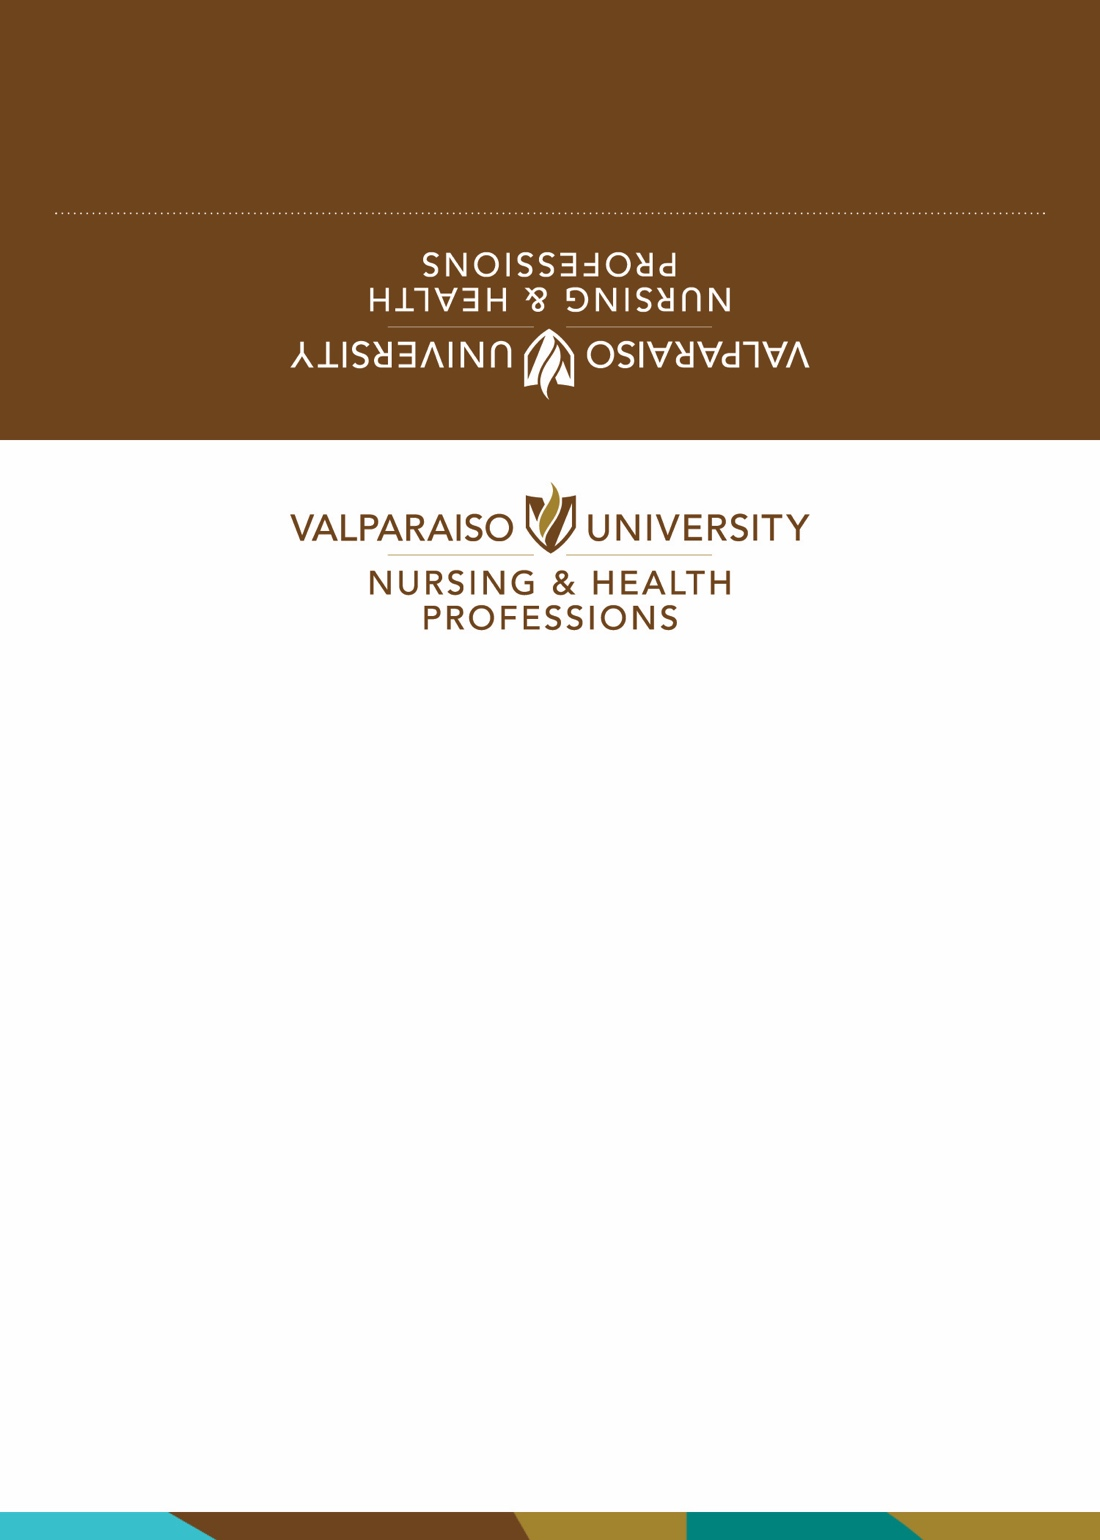 VALPARAISO UNIVERSITY
NURSING & HEALTH
PROFESSIONS
VALPARAISO UNIVERSITY
NURSING & HEALTH
PROFESSIONS